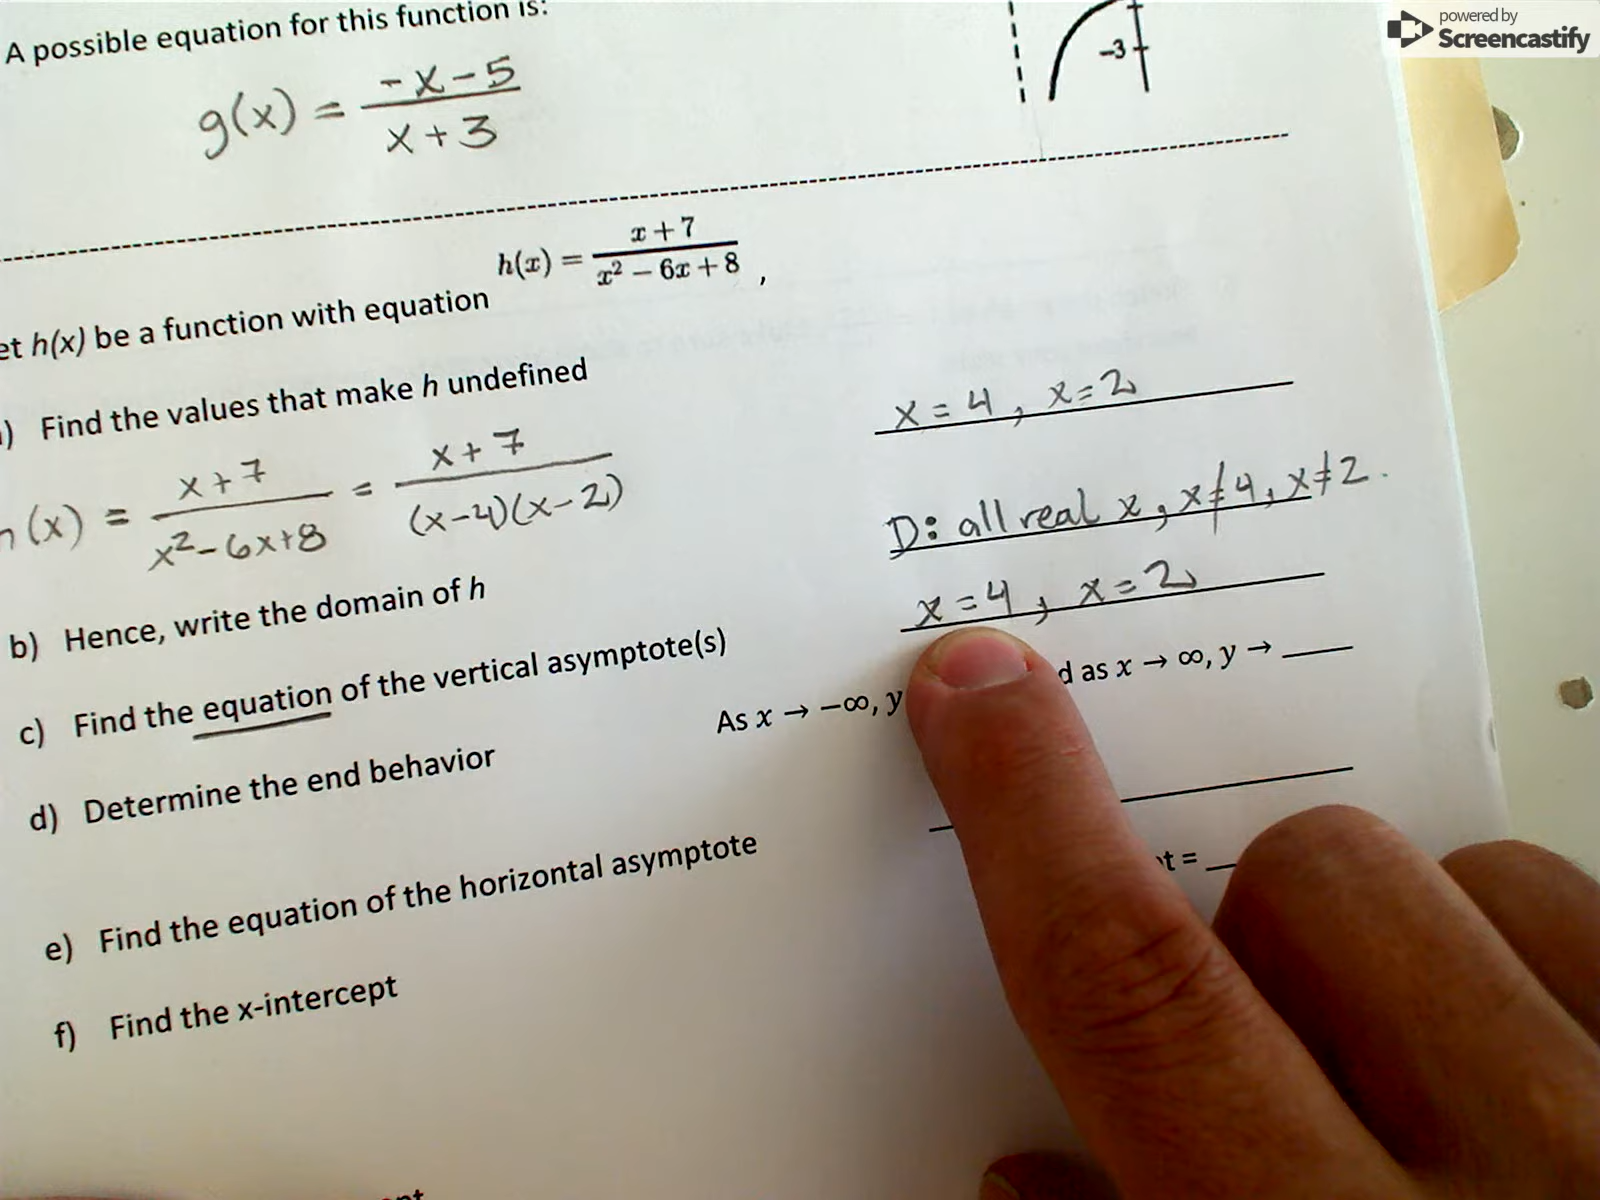 A possible equation for this function is:
g(x) = -x-5 / x+3
-3
powered by
Screencastify
h(x) = x + 7 / x² - 6x + 8 ,
et h(x) be a function with equation
) Find the values that make h undefined
x = 4 , x = 2
(x) = x+7 / x²-6x+8 = x+7 / (x-4)(x-2)
D: all real x , x≠4, x≠2.
b) Hence, write the domain of h
x=4 , x=2
c) Find the equation of the vertical asymptote(s)
As x → -∞, y
d as x → ∞, y →
d) Determine the end behavior
e) Find the equation of the horizontal asymptote
t =
f) Find the x-intercept